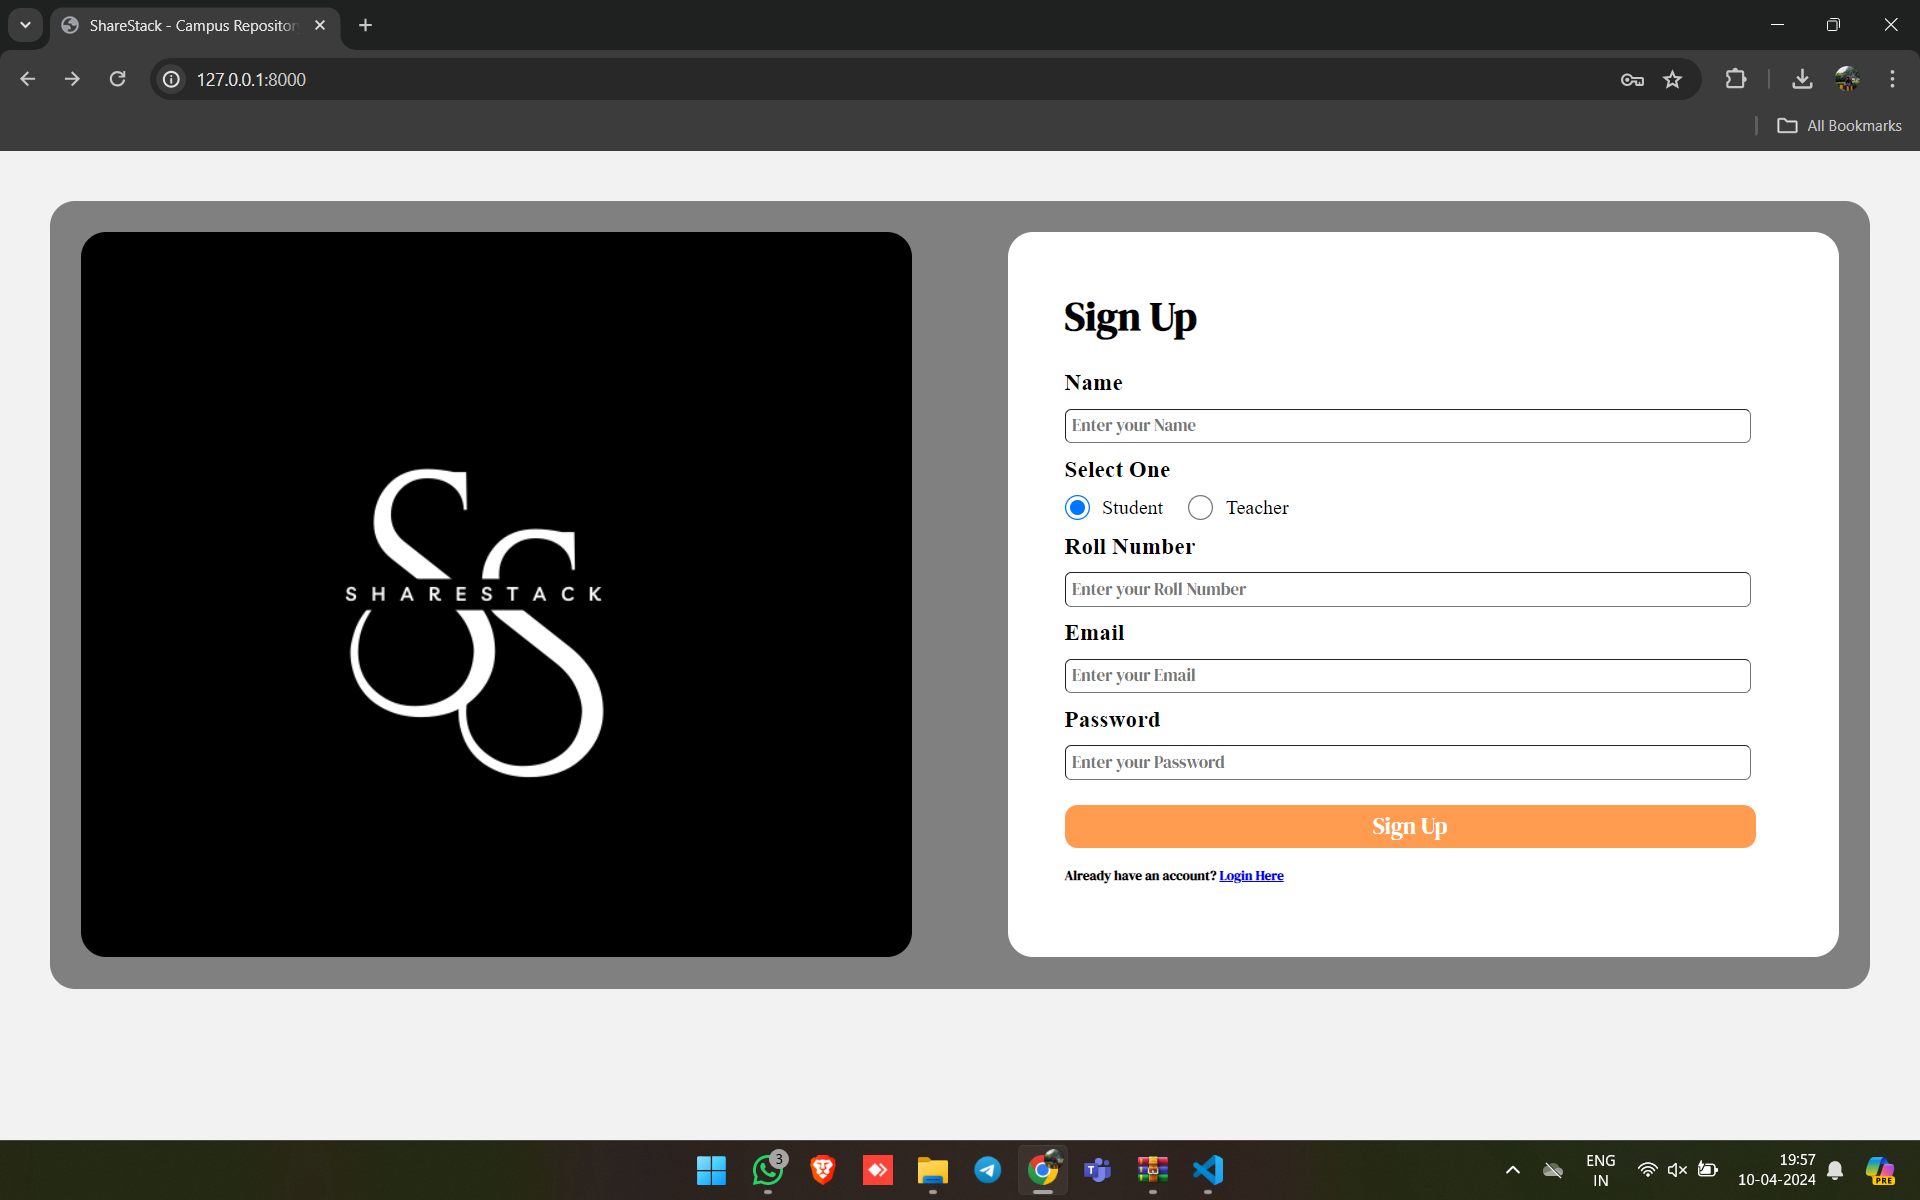 ShareStack - Campus Repositor
127.0.0.1:8000
All Bookmarks
SHARESTACK
Sign Up
Name
Enter your Name
Select One
Student Teacher
Roll Number
Enter your Roll Number
Email
Enter your Email
Password
Enter your Password
Sign Up
Already have an account? Login Here
3
ENG
IN
19:57
10-04-2024
PRE